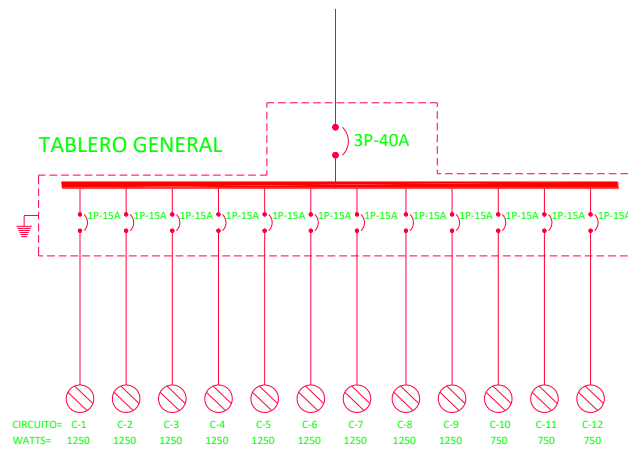 3P-40A
TABLERO GENERAL
1P-15A 1P-15A 1P-15A 1P-15A 1P-15A 1P-15A 1P-15A 1P-15A 1P-15A 1P-15A 1P-15A 1P-15A
CIRCUITO= C-1 C-2 C-3 C-4 C-5 C-6 C-7 C-8 C-9 C-10 C-11 C-12
WATTS= 1250 1250 1250 1250 1250 1250 1250 1250 1250 750 750 750